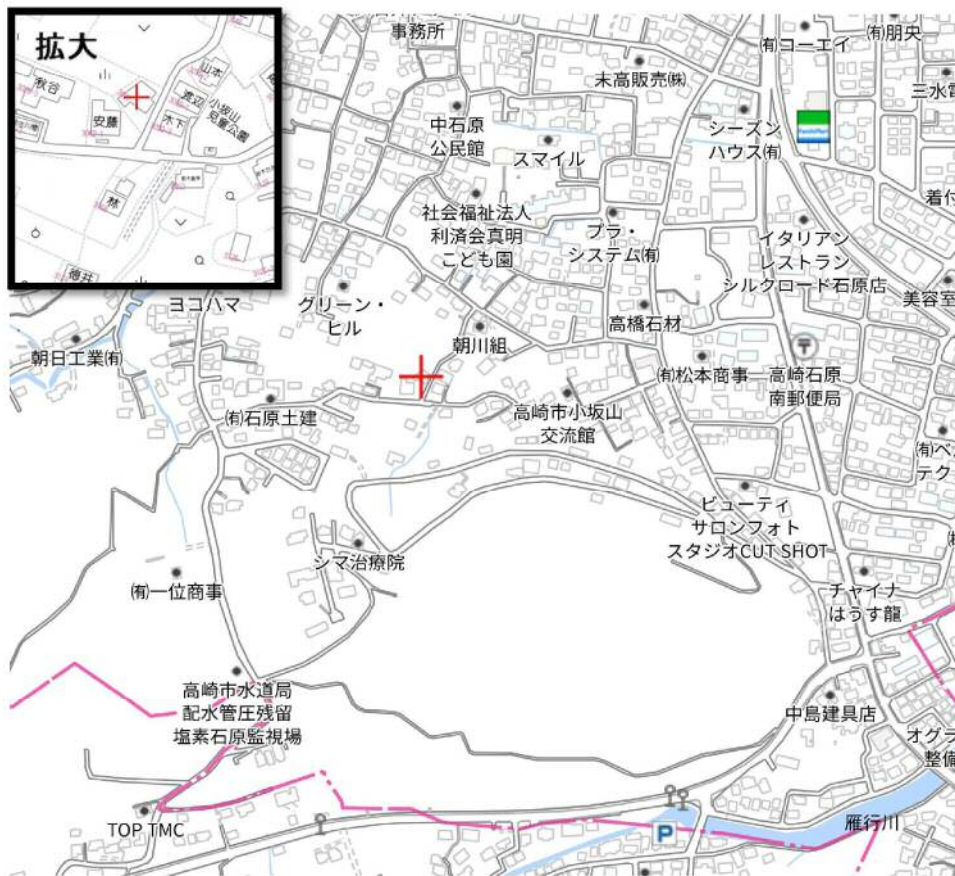 拡大
秋谷
山本
渡辺
小坂山
児童公園
安藤
木下
林
事務所
㈲コーエイ
㈲朋央
末高販売㈱
三水電
中石原
公民館
シーズン
ハウス㈲
スマイル
着付
社会福祉法人
利済会真明
こども園
プラ・
システム㈲
イタリアン
レストラン
シルクロード石原店
美容室
ヨコハマ
グリーン・
ヒル
高橋石材
朝日工業㈲
朝川組
㈲松本商事
高崎石原
南郵便局
㈲石原土建
高崎市小坂山
交流館
㈲ベ
テク
ビューティ
サロンフォト
スタジオCUT SHOT
シマ治療院
㈲一位商事
チャイナ
はうす龍
高崎市水道局
配水管圧残留
塩素石原監視場
中島建具店
オグラ
整備
TOP TMC
P
雁行川